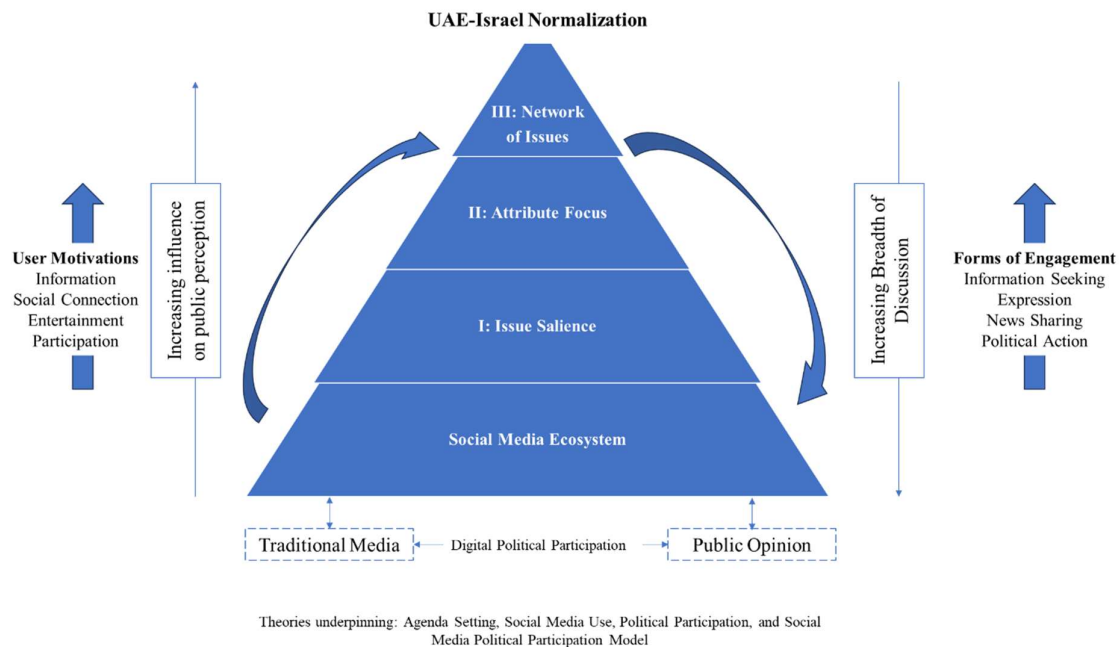 UAE-Israel Normalization
III: Network
of Issues
II: Attribute Focus
I: Issue Salience
Social Media Ecosystem
User Motivations
Information
Social Connection
Entertainment
Participation
Increasing influence
on public perception
Increasing Breadth of
Discussion
Forms of Engagement
Information Seeking
Expression
News Sharing
Political Action
Traditional Media
Digital Political Participation
Public Opinion
Theories underpinning: Agenda Setting, Social Media Use, Political Participation, and Social
Media Political Participation Model